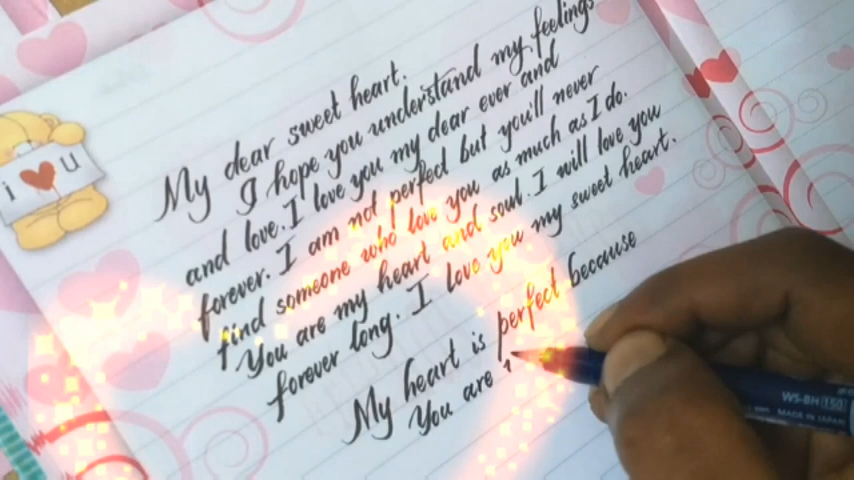 My dear sweet heart.
I hope you understand my feelings
and love. I love you my dear ever and
forever. I am not perfect but you'll never
find someone who love you as much as I do.
You are my heart and soul. I will love you
forever long. I love you my sweet heart.
My heart is perfect because
You are
i ♥ u
WS-BN 150
MADE IN JAPAN